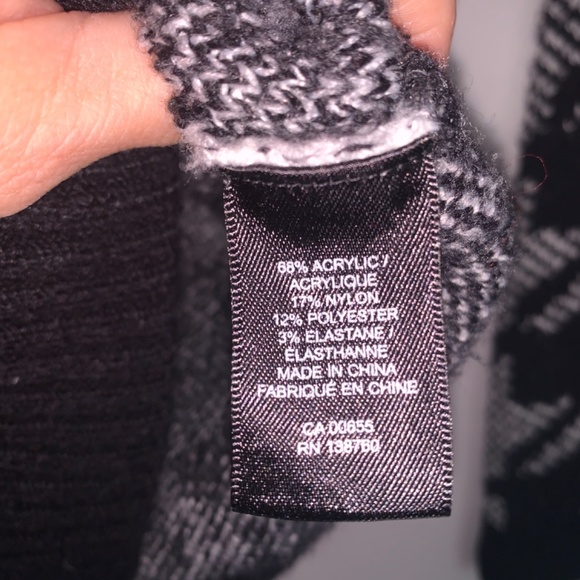 68% ACRYLIC /
ACRYLIQUE
17% NYLON
12% POLYESTER
3% ELASTANE /
ELASTHANNE
MADE IN CHINA
FABRIQUÉ EN CHINE
CA 00655
RN 138760